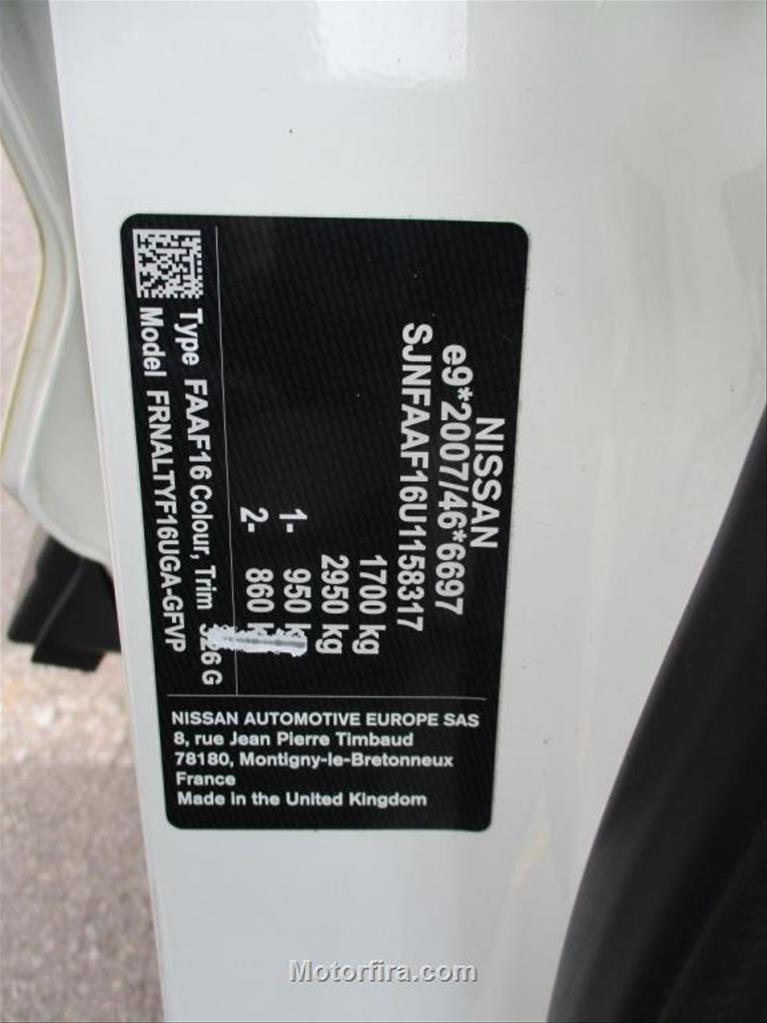 NISSAN
e9*2007/46*6697
SJNFAAF16U1158317
1700 kg
2950 kg
1- 950 k
2- 860 k
Type FAAF16 Colour, Trim 326 G
Model FRNALTYF16UGA-GFVP
NISSAN AUTOMOTIVE EUROPE SAS
8, rue Jean Pierre Timbaud
78180, Montigny-le-Bretonneux
France
Made in the United Kingdom
Motorfira.com